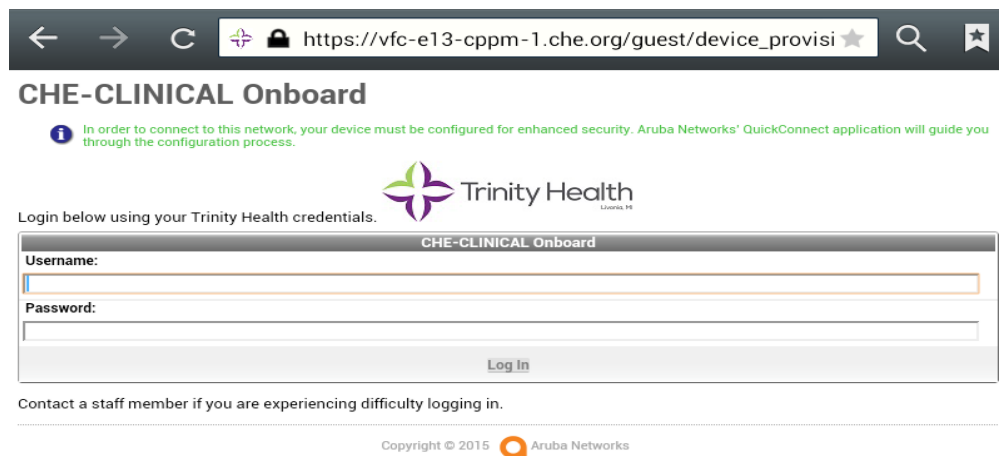 https://vfc-e13-cppm-1.che.org/guest/device_provisi
CHE-CLINICAL Onboard
In order to connect to this network, your device must be configured for enhanced security. Aruba Networks' QuickConnect application will guide you
through the configuration process.
Trinity Health
Livonia, MI
Login below using your Trinity Health credentials.
CHE-CLINICAL Onboard
Username:
Password:
Log In
Contact a staff member if you are experiencing difficulty logging in.
Copyright © 2015 Aruba Networks